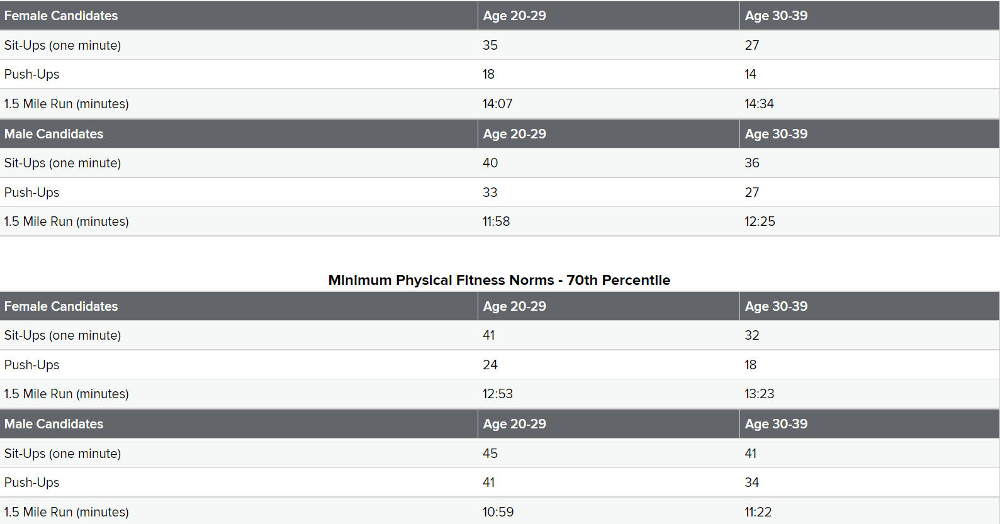 Female Candidates Age 20-29 Age 30-39
Sit-Ups (one minute) 35 27
Push-Ups 18 14
1.5 Mile Run (minutes) 14:07 14:34
Male Candidates Age 20-29 Age 30-39
Sit-Ups (one minute) 40 36
Push-Ups 33 27
1.5 Mile Run (minutes) 11:58 12:25
Minimum Physical Fitness Norms - 70th Percentile
Female Candidates Age 20-29 Age 30-39
Sit-Ups (one minute) 41 32
Push-Ups 24 18
1.5 Mile Run (minutes) 12:53 13:23
Male Candidates Age 20-29 Age 30-39
Sit-Ups (one minute) 45 41
Push-Ups 41 34
1.5 Mile Run (minutes) 10:59 11:22